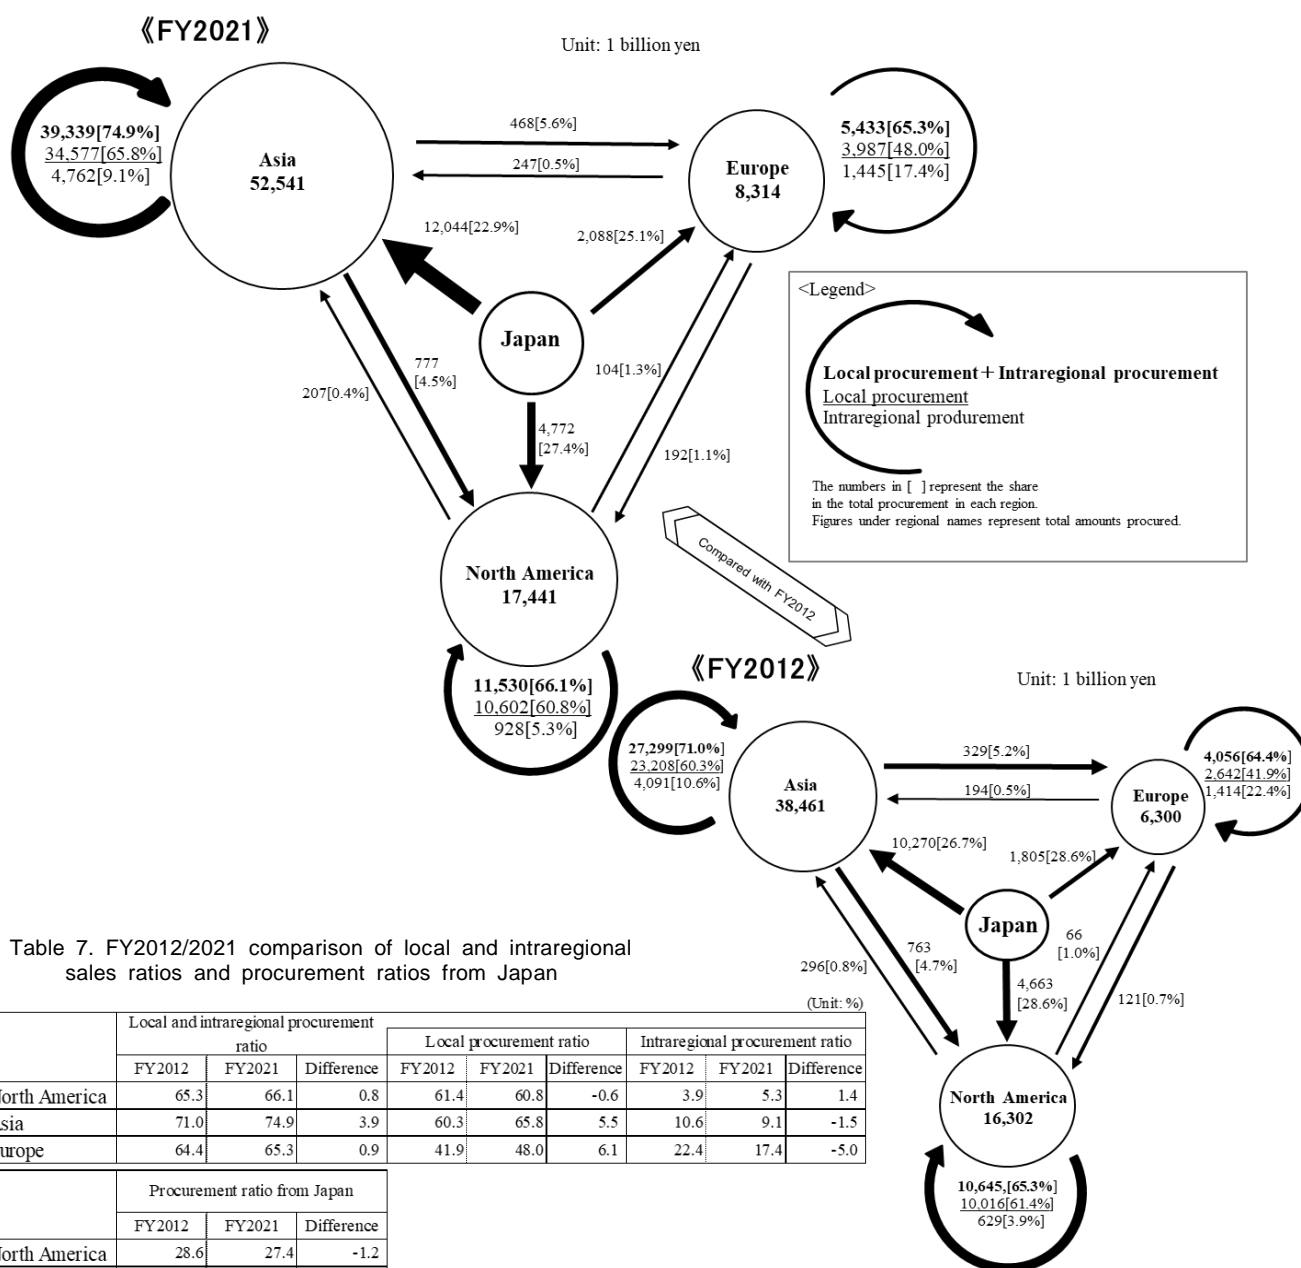 《FY2021》
Unit: 1 billion yen
39,339[74.9%]
34,577[65.8%]
4,762[9.1%]
Asia
52,541
468[5.6%]
247[0.5%]
Europe
8,314
5,433[65.3%]
3,987[48.0%]
1,445[17.4%]
12,044[22.9%]
2,088[25.1%]
Japan
207[0.4%]
777
[4.5%]
4,772
[27.4%]
104[1.3%]
192[1.1%]
North America
17,441
11,530[66.1%]
10,602[60.8%]
928[5.3%]
<Legend>
Local procurement＋Intraregional procurement
Local procurement
Intraregional produrement
The numbers in [ ] represent the share
in the total procurement in each region.
Figures under regional names represent total amounts procured.
Compared with FY2012
《FY2012》
Unit: 1 billion yen
27,299[71.0%]
23,208[60.3%]
4,091[10.6%]
Asia
38,461
329[5.2%]
194[0.5%]
Europe
6,300
4,056[64.4%]
2,642[41.9%]
1,414[22.4%]
10,270[26.7%]
1,805[28.6%]
Japan
296[0.8%]
763
[4.7%]
4,663
[28.6%]
66
[1.0%]
121[0.7%]
North America
16,302
10,645,[65.3%]
10,016[61.4%]
629[3.9%]
Table 7. FY2012/2021 comparison of local and intraregional
sales ratios and procurement ratios from Japan
(Unit: %)
Local and intraregional procurement
ratio
Local procurement ratio Intraregional procurement ratio
FY2012 FY2021 Difference FY2012 FY2021 Difference FY2012 FY2021 Difference
North America 65.3 66.1 0.8 61.4 60.8 -0.6 3.9 5.3 1.4
Asia 71.0 74.9 3.9 60.3 65.8 5.5 10.6 9.1 -1.5
Europe 64.4 65.3 0.9 41.9 48.0 6.1 22.4 17.4 -5.0
Procurement ratio from Japan
FY2012 FY2021 Difference
North America 28.6 27.4 -1.2